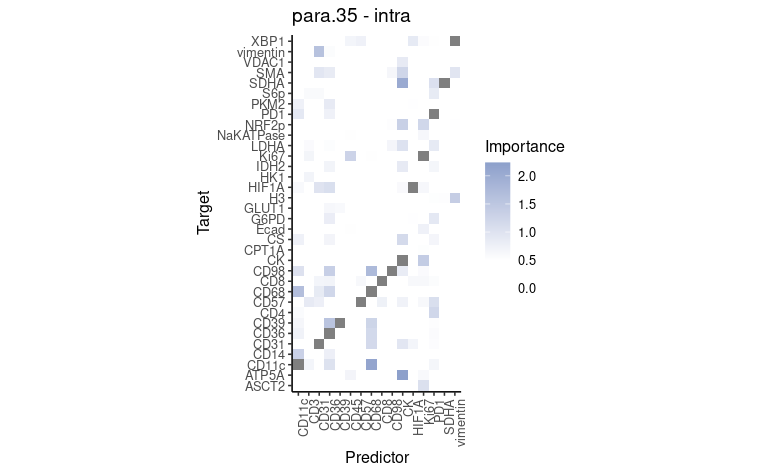 para.35 - intra
Target
XBP1
vimentin
VDAC1
SMA
SDHA
S6p
PKM2
PD1
NRF2p
NaKATPase
LDHA
Ki67
IDH2
HK1
HIF1A
H3
GLUT1
G6PD
Ecad
CS
CPT1A
CK
CD98
CD8
CD68
CD57
CD4
CD39
CD36
CD31
CD14
CD11c
ATP5A
ASCT2
CD11c
CD3
CD31
CD36
CD39
CD45
CD57
CD68
CD8
CD98
CK
HIF1A
Ki67
PD1
SDHA
vimentin
Predictor
Importance
2.0
1.5
1.0
0.5
0.0